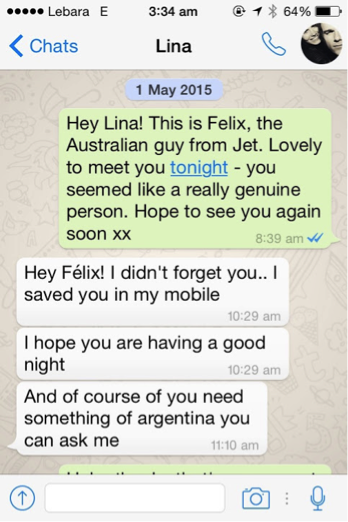 Lebara E 3:34 am 64%
Chats Lina
1 May 2015
Hey Lina! This is Felix, the
Australian guy from Jet. Lovely
to meet you tonight - you
seemed like a really genuine
person. Hope to see you again
soon xx
8:39 am
Hey Félix! I didn't forget you.. I
saved you in my mobile
10:29 am
I hope you are having a good
night
10:29 am
And of course of you need
something of argentina you
can ask me
11:10 am